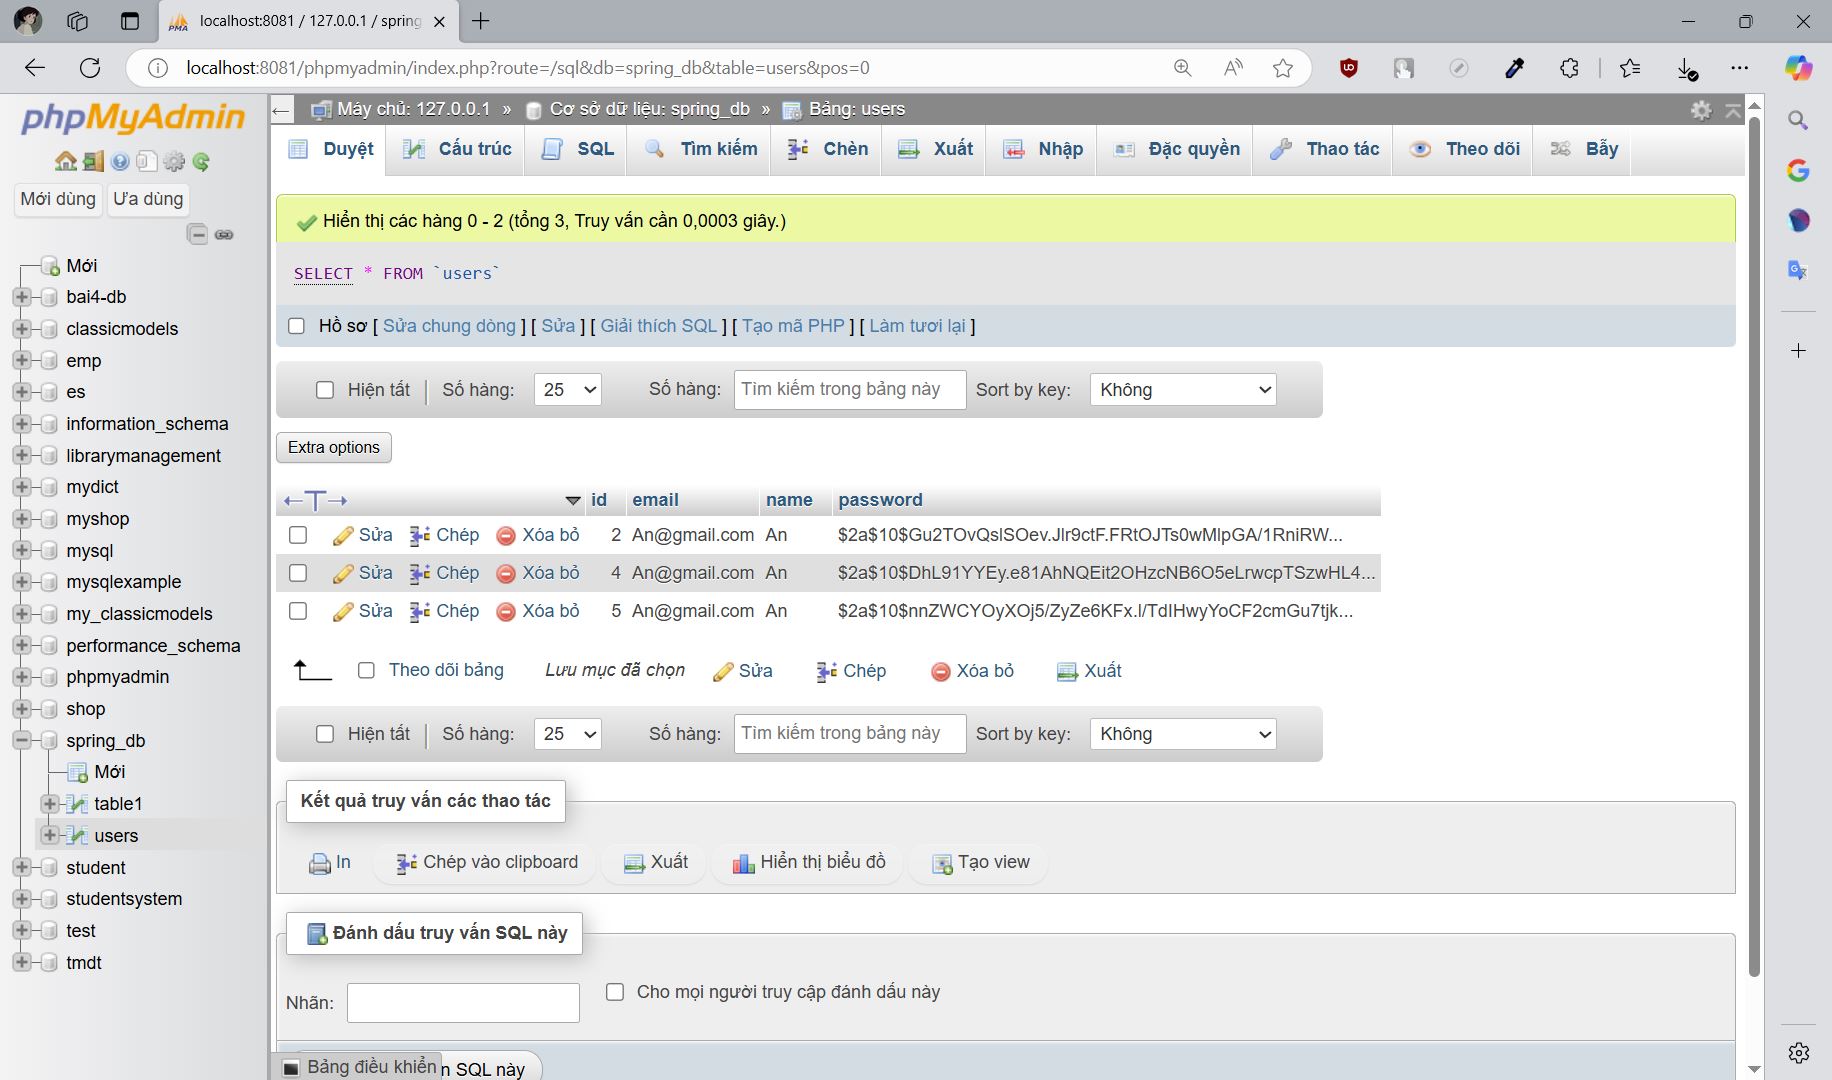 localhost:8081 / 127.0.0.1 / spring
localhost:8081/phpmyadmin/index.php?route=/sql&db=spring_db&table=users&pos=0
phpMyAdmin
Mới dùng Ưa dùng
Mới
bai4-db
classicmodels
emp
es
information_schema
librarymanagement
mydict
myshop
mysql
mysqlexample
my_classicmodels
performance_schema
phpmyadmin
shop
spring_db
Mới
table1
users
student
studentsystem
test
tmdt
Máy chủ: 127.0.0.1 » Cơ sở dữ liệu: spring_db » Bảng: users
Duyệt Cấu trúc SQL Tìm kiếm Chèn Xuất Nhập Đặc quyền Thao tác Theo dõi Bẫy
Hiển thị các hàng 0 - 2 (tổng 3, Truy vấn cần 0,0003 giây.)
SELECT * FROM `users`
Hồ sơ [ Sửa chung dòng ] [ Sửa ] [ Giải thích SQL ] [ Tạo mã PHP ] [ Làm tươi lại ]
Hiện tất Số hàng: 25 Số hàng: Tìm kiếm trong bảng này Sort by key: Không
Extra options
←T→ id email name password
Sửa Chép Xóa bỏ 2 An@gmail.com An $2a$10$Gu2TOvQslSOev.Jlr9ctF.FRtOJTs0wMlpGA/1RniRW...
Sửa Chép Xóa bỏ 4 An@gmail.com An $2a$10$DhL91YYEy.e81AhNQEit2OHzcNB6O5eLrwcpTSzwHL4...
Sửa Chép Xóa bỏ 5 An@gmail.com An $2a$10$nnZWCYOyXOj5/ZyZe6KFx.l/TdIHwyYoCF2cmGu7tjk...
Theo dõi bảng Lưu mục đã chọn Sửa Chép Xóa bỏ Xuất
Hiện tất Số hàng: 25 Số hàng: Tìm kiếm trong bảng này Sort by key: Không
Kết quả truy vấn các thao tác
In Chép vào clipboard Xuất Hiển thị biểu đồ Tạo view
Đánh dấu truy vấn SQL này
Nhãn: Cho mọi người truy cập đánh dấu này
Bảng điều khiển n SQL này